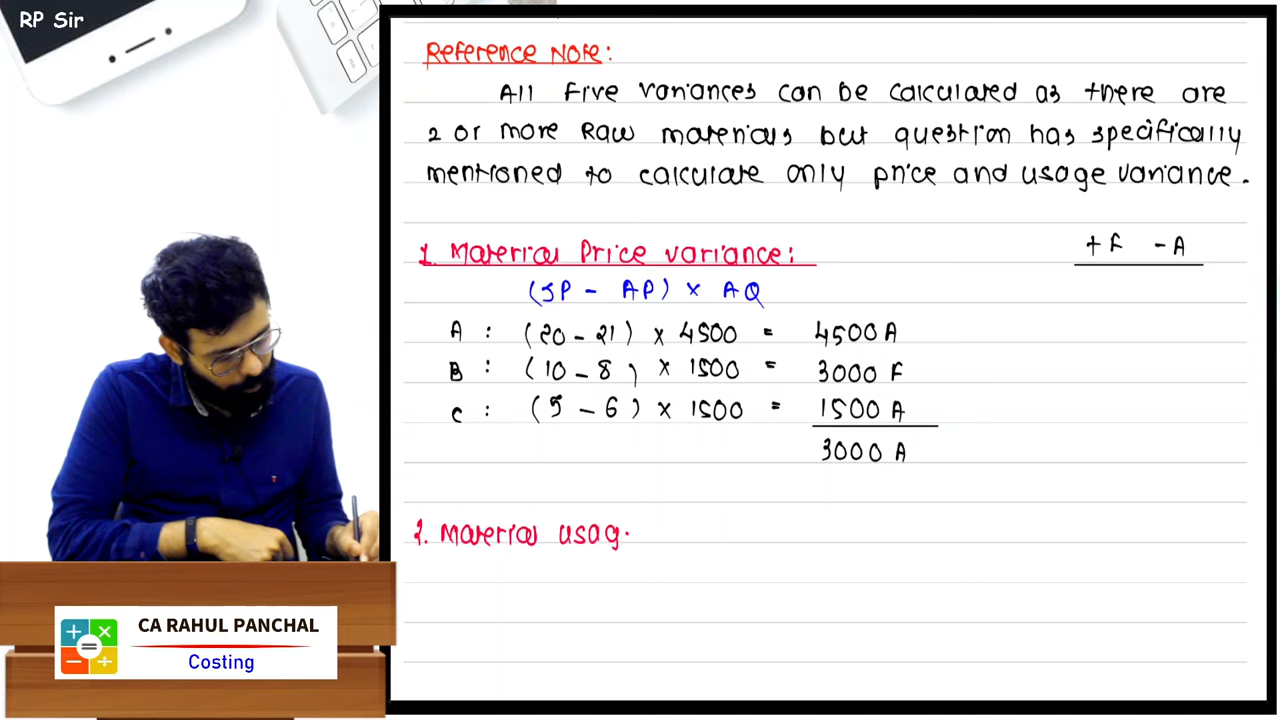 RP Sir
Reference Note:
All Five variances can be calculated as there are
2 or more Raw materials but question has specifically
mentioned to calculate only price and usage variance.
+F -A
1. Material Price variance:
(SP - AP) × AQ
A : (20 - 21) × 4500 = 4500 A
B : (10 - 8) × 1500 = 3000 F
C : (5 - 6) × 1500 = 1500 A
3000 A
2. Material usag
CA RAHUL PANCHAL
Costing